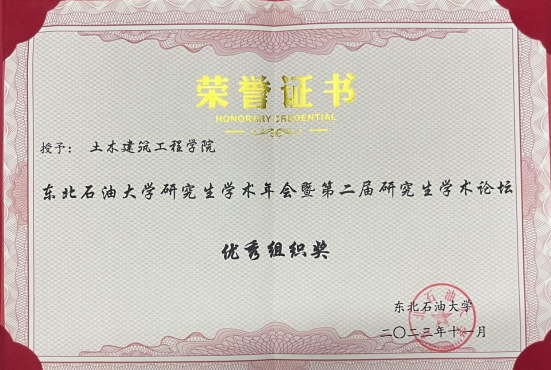 荣誉证书
HONORARY CREDENTIAL
授予：土木建筑工程学院
东北石油大学研究生学术年会暨第二届研究生学术论坛
优秀组织奖
东北石油大学
二〇二三年十一月